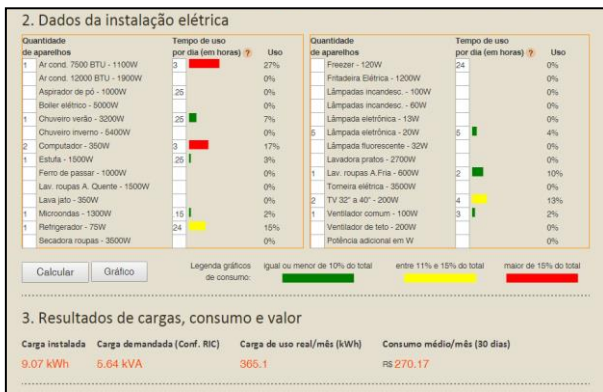 2. Dados da instalação elétrica
Quantidade de aparelhos Tempo de uso por dia (em horas) ? Uso
1 Ar cond. 7500 BTU - 1100W 3 27%
Ar cond. 12000 BTU - 1900W 0%
Aspirador de pó - 1000W .25 0%
Boiler elétrico - 5000W 0%
1 Chuveiro verão - 3200W .25 7%
Chuveiro inverno - 5400W 0%
2 Computador - 350W 3 17%
1 Estufa - 1500W .25 3%
Ferro de passar - 1000W 0%
Lav. roupas A. Quente - 1500W 0%
Lava jato - 350W 0%
1 Microondas - 1300W .15 2%
1 Refrigerador - 75W 24 15%
Secadora roupas - 3500W 0%
Quantidade de aparelhos Tempo de uso por dia (em horas) ? Uso
Freezer - 120W 24 0%
Fritadeira Elétrica - 1200W 0%
Lâmpadas incandesc. - 100W 0%
Lâmpadas incandesc. - 60W 0%
Lâmpada eletrônica - 13W 0%
5 Lâmpada eletrônica - 20W 5 4%
Lâmpada fluorescente - 32W 0%
Lavadora pratos - 2700W 0%
1 Lav. roupas A.Fria - 600W 2 10%
Torneira elétrica - 3500W 0%
2 TV 32" a 40" - 200W 4 13%
1 Ventilador comum - 100W 3 2%
Ventilador de teto - 200W 0%
Potência adicional em W 0%
Calcular Gráfico
Legenda gráficos de consumo: igual ou menor de 10% do total entre 11% e 15% do total maior de 15% do total
3. Resultados de cargas, consumo e valor
Carga instalada Carga demandada (Conf. RIC) Carga de uso real/mês (kWh) Consumo médio/mês (30 dias)
9.07 kWh 5.64 kVA 365.1 R$ 270.17